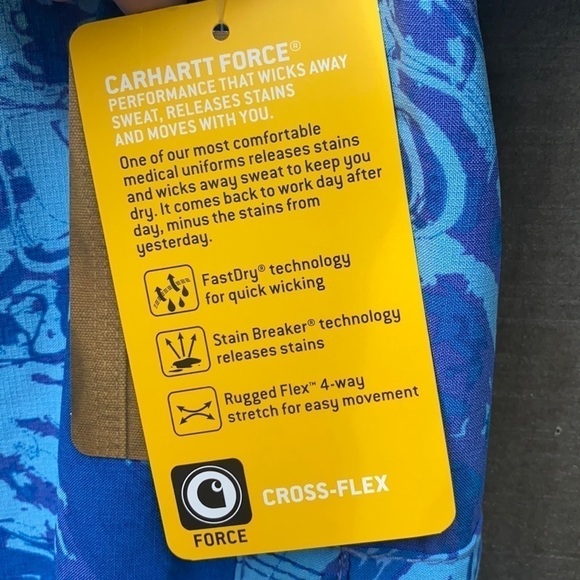 CARHARTT FORCE®
PERFORMANCE THAT WICKS AWAY
SWEAT, RELEASES STAINS
AND MOVES WITH YOU.
One of our most comfortable
medical uniforms releases stains
and wicks away sweat to keep you
dry. It comes back to work day after
day, minus the stains from
yesterday.
FastDry® technology
for quick wicking
Stain Breaker® technology
releases stains
Rugged Flex™ 4-way
stretch for easy movement
FORCE
CROSS-FLEX